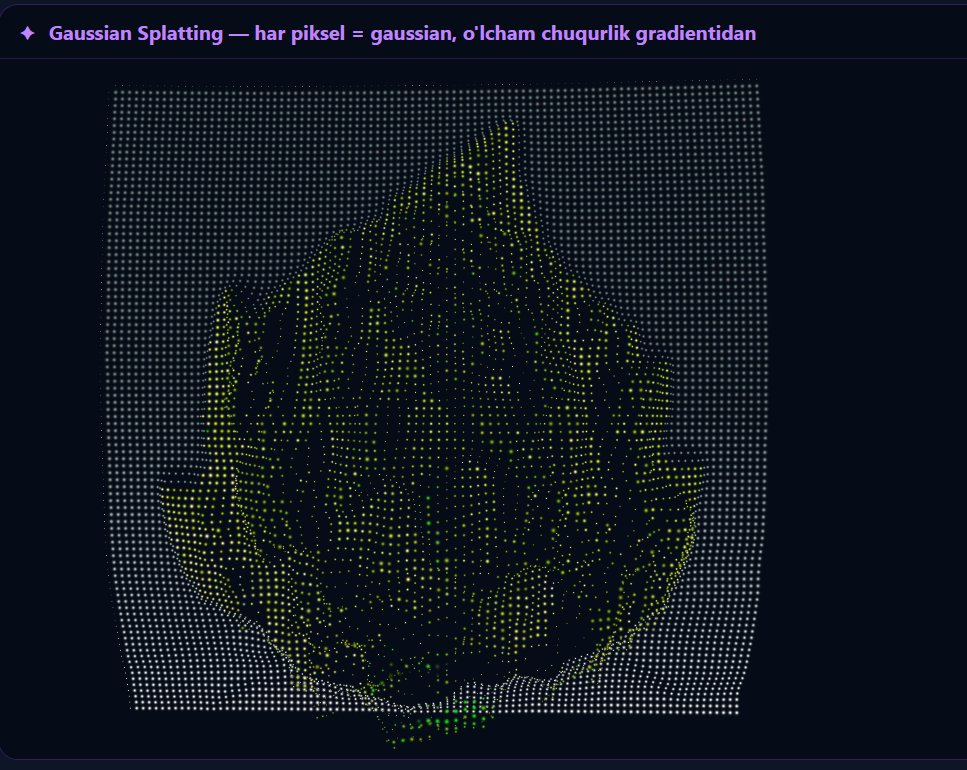 Gaussian Splatting — har piksel = gaussian, o'lcham chuqurlik gradientidan